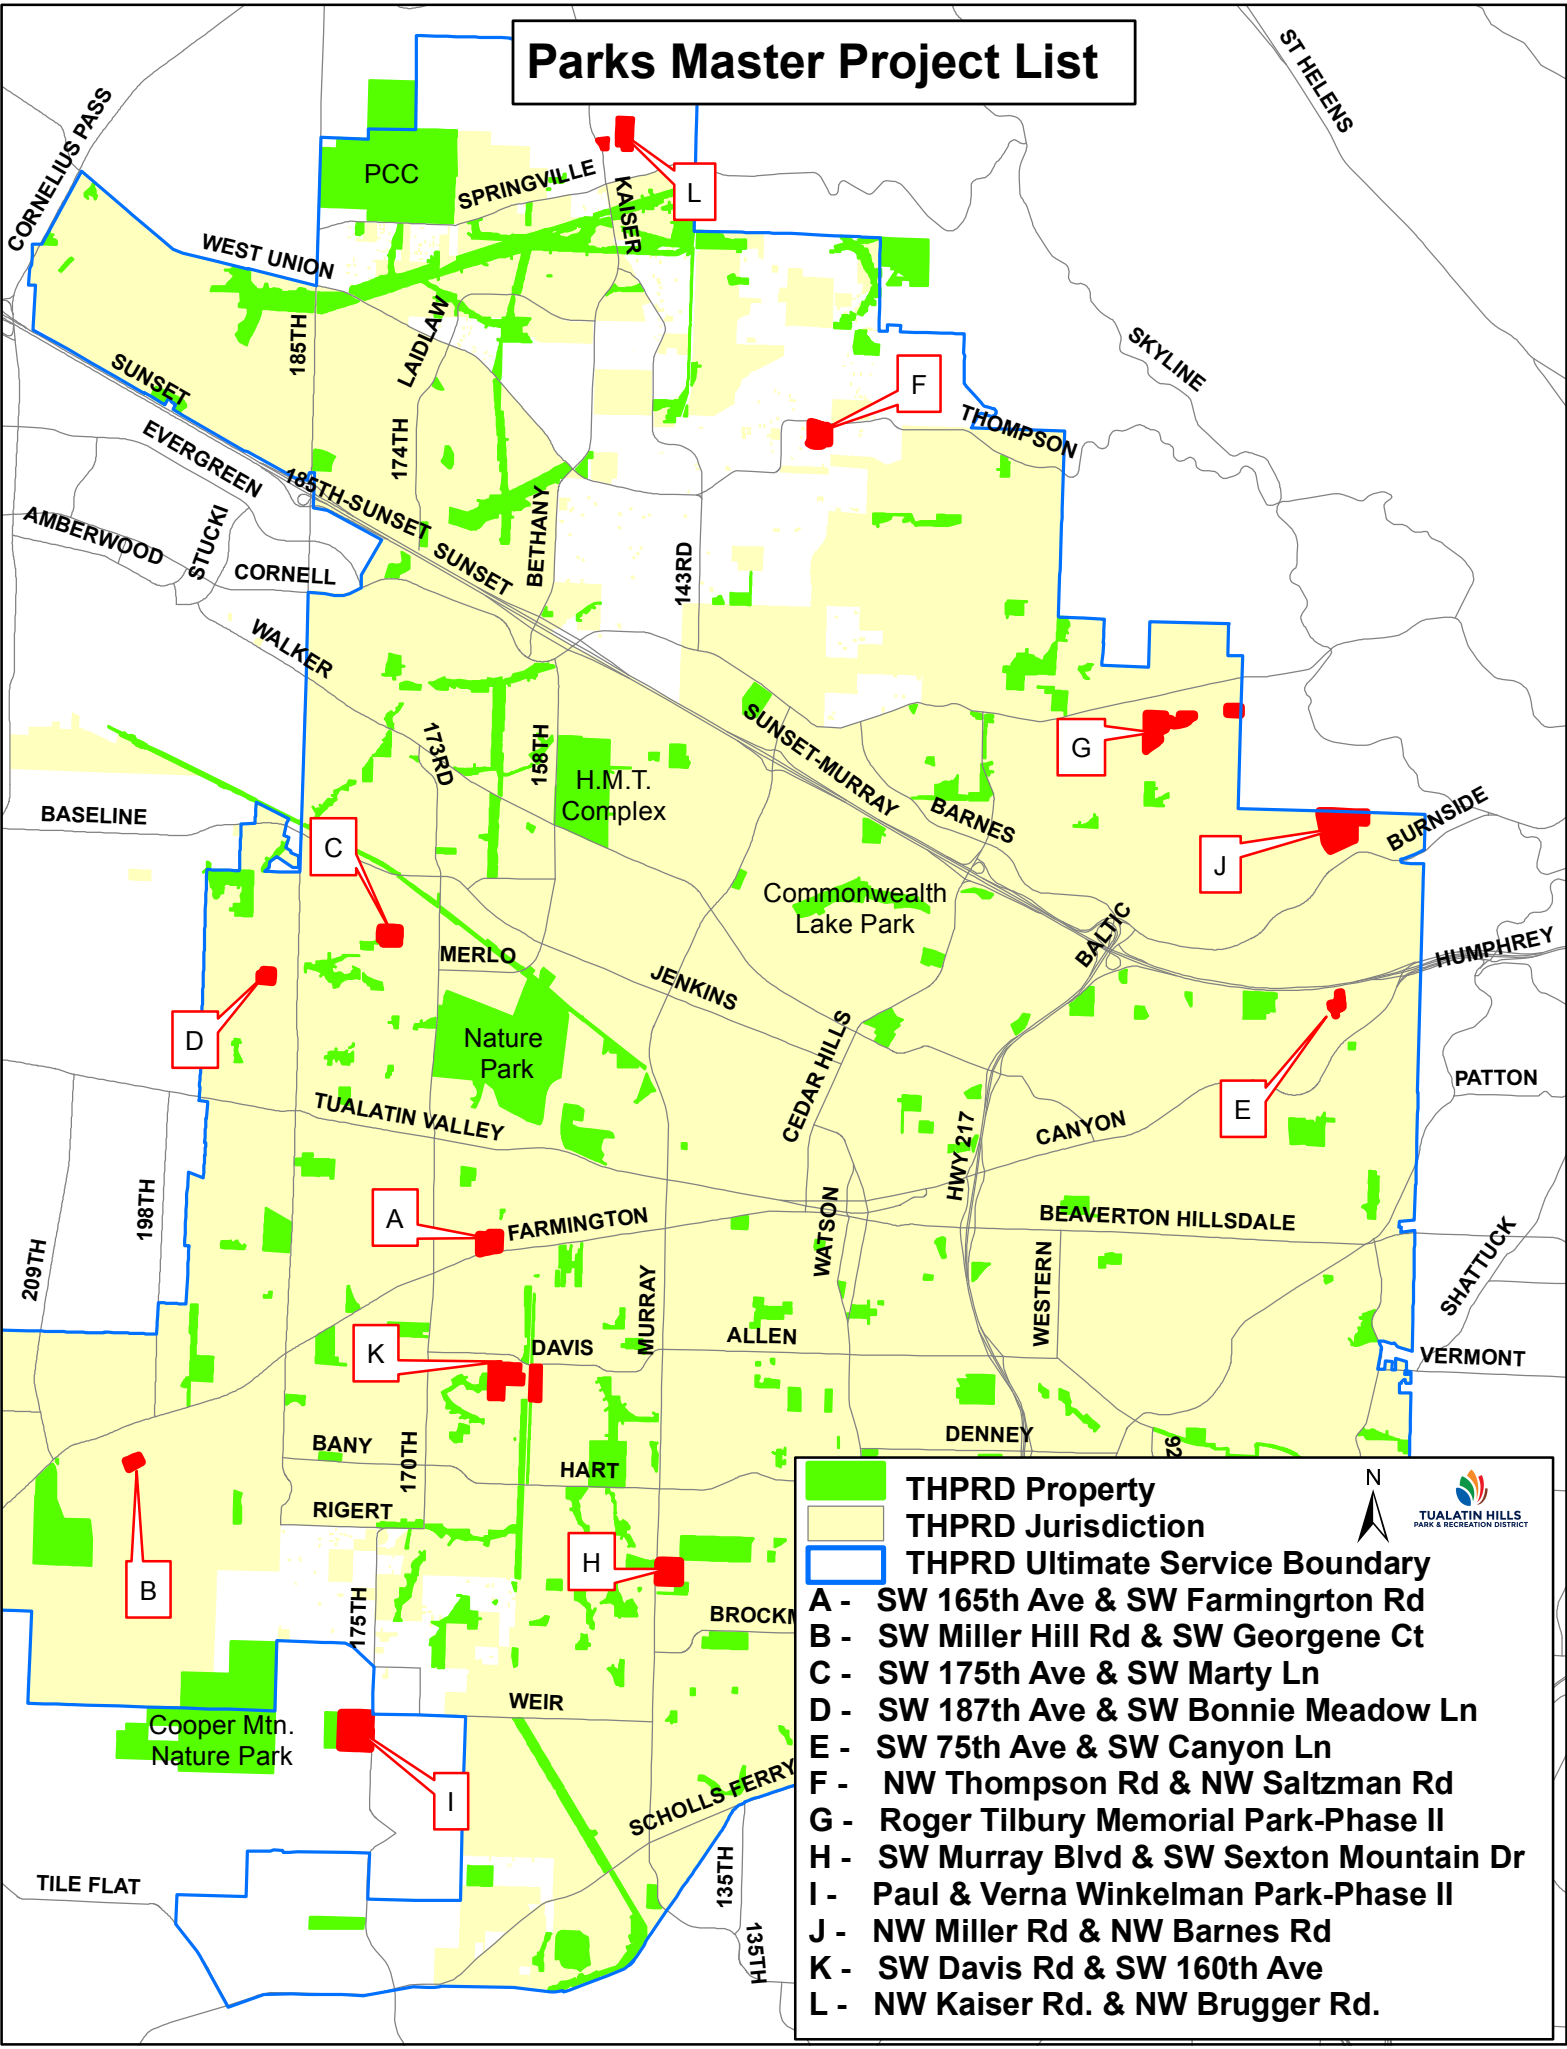 Parks Master Project List
ST HELENS
CORNELIUS PASS
PCC
SPRINGVILLE
KAISER
L
WEST UNION
185TH
LAIDLAW
SKYLINE
SUNSET
F
THOMPSON
EVERGREEN
174TH
185TH-SUNSET
AMBERWOOD
STUCKI
CORNELL
SUNSET
BETHANY
143RD
WALKER
173RD
158TH
SUNSET-MURRAY
G
H.M.T.
Complex
BASELINE
BARNES
BURNSIDE
C
J
Commonwealth
Lake Park
BALTIC
HUMPHREY
MERLO
JENKINS
D
Nature
Park
CEDAR HILLS
PATTON
E
TUALATIN VALLEY
HWY 217
CANYON
198TH
A
FARMINGTON
WATSON
BEAVERTON HILLSDALE
209TH
WESTERN
SHATTUCK
MURRAY
K
DAVIS
ALLEN
VERMONT
BANY
170TH
DENNEY
92
HART
RIGERT
H
B
175TH
BROCKM
WEIR
Cooper Mtn.
Nature Park
I
SCHOLLS FERRY
TILE FLAT
135TH
135TH
THPRD Property
N
TUALATIN HILLS
PARK & RECREATION DISTRICT
THPRD Jurisdiction
THPRD Ultimate Service Boundary
A - SW 165th Ave & SW Farmingrton Rd
B - SW Miller Hill Rd & SW Georgene Ct
C - SW 175th Ave & SW Marty Ln
D - SW 187th Ave & SW Bonnie Meadow Ln
E - SW 75th Ave & SW Canyon Ln
F - NW Thompson Rd & NW Saltzman Rd
G - Roger Tilbury Memorial Park-Phase II
H - SW Murray Blvd & SW Sexton Mountain Dr
I - Paul & Verna Winkelman Park-Phase II
J - NW Miller Rd & NW Barnes Rd
K - SW Davis Rd & SW 160th Ave
L - NW Kaiser Rd. & NW Brugger Rd.